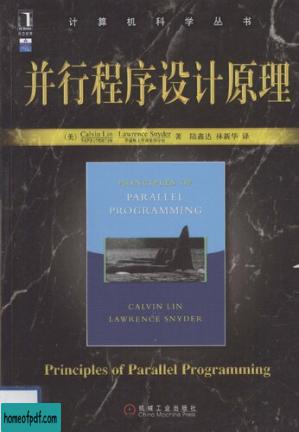 计算机科学丛书
并行程序设计原理
(美) Calvin Lin Lawrence Snyder 著 陆鑫达 林新华 译
PRINCIPLES OF
PARALLEL
PROGRAMMING
CALVIN LIN
LAWRENCE SNYDER
Principles of Parallel Programming
机械工业出版社
China Machine Press
homeofpdf.com